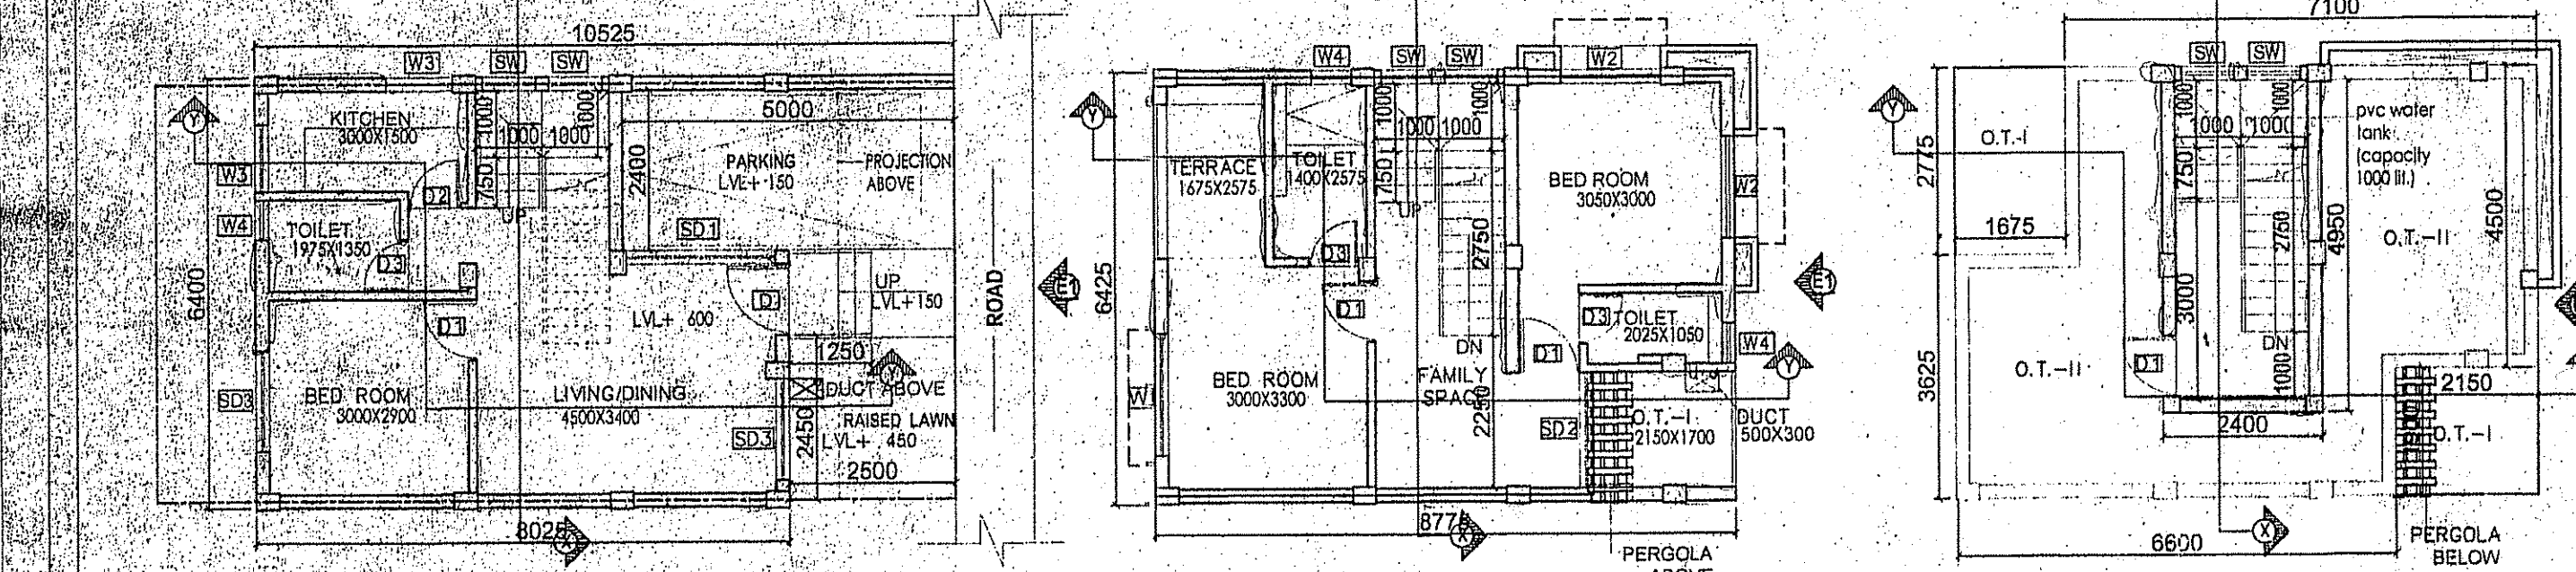 10525
W3
SW
SW
KITCHEN
3000X1500
1000
1000
1000
1000
750
5000
2400
PARKING
LVL+ 150
PROJECTION
ABOVE
W3
W4
D2
UP
TOILET
1975X1350
D3
SD1
6400
D1
LVL+ 600
D
UP
LVL+150
ROAD
1250
DUCT ABOVE
SD3
BED ROOM
3000X2900
LIVING/DINING
4500X3400
RAISED LAWN
LVL+ 450
SD3
2450
2500
Y
Y
X
8025
W4
SW
SW
W2
Y
1000
1000
1000
1000
750
TERRACE
1675X2575
TOILET
1400X2575
UP
BED ROOM
3050X3000
W2
E1
6425
D3
2750
E1
D1
D3
TOILET
2025X1050
DN
D1
W4
Y
BED ROOM
3000X3300
FAMILY
2250
SD2
O.T.-I
2150X1700
DUCT
500X300
X
PERGOLA
ABOVE
7100
SW
SW
Y
O.T.-I
1000
1000
1000
750
pvc water
tank
(capacity
1000 lit.)
2775
1675
2750
4950
O.T.-II
4500
3000
DN
D1
O.T.-II
3625
1000
2150
2400
O.T.-I
X
6600
PERGOLA
BELOW